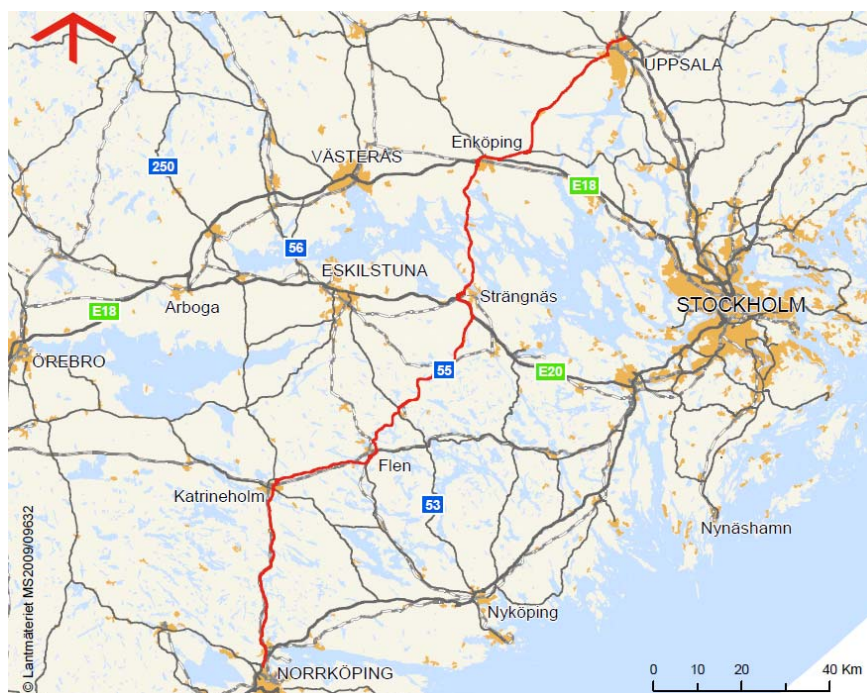 UPPSALA
Enköping
VÄSTERÅS
250
E18
56
ESKILSTUNA
Strängnäs
STOCKHOLM
E18
Arboga
ÖREBRO
55
E20
Flen
Katrineholm
53
Nynäshamn
Nyköping
NORRKÖPING
0 10 20 40 Km
© Lantmäteriet MS2009/09632